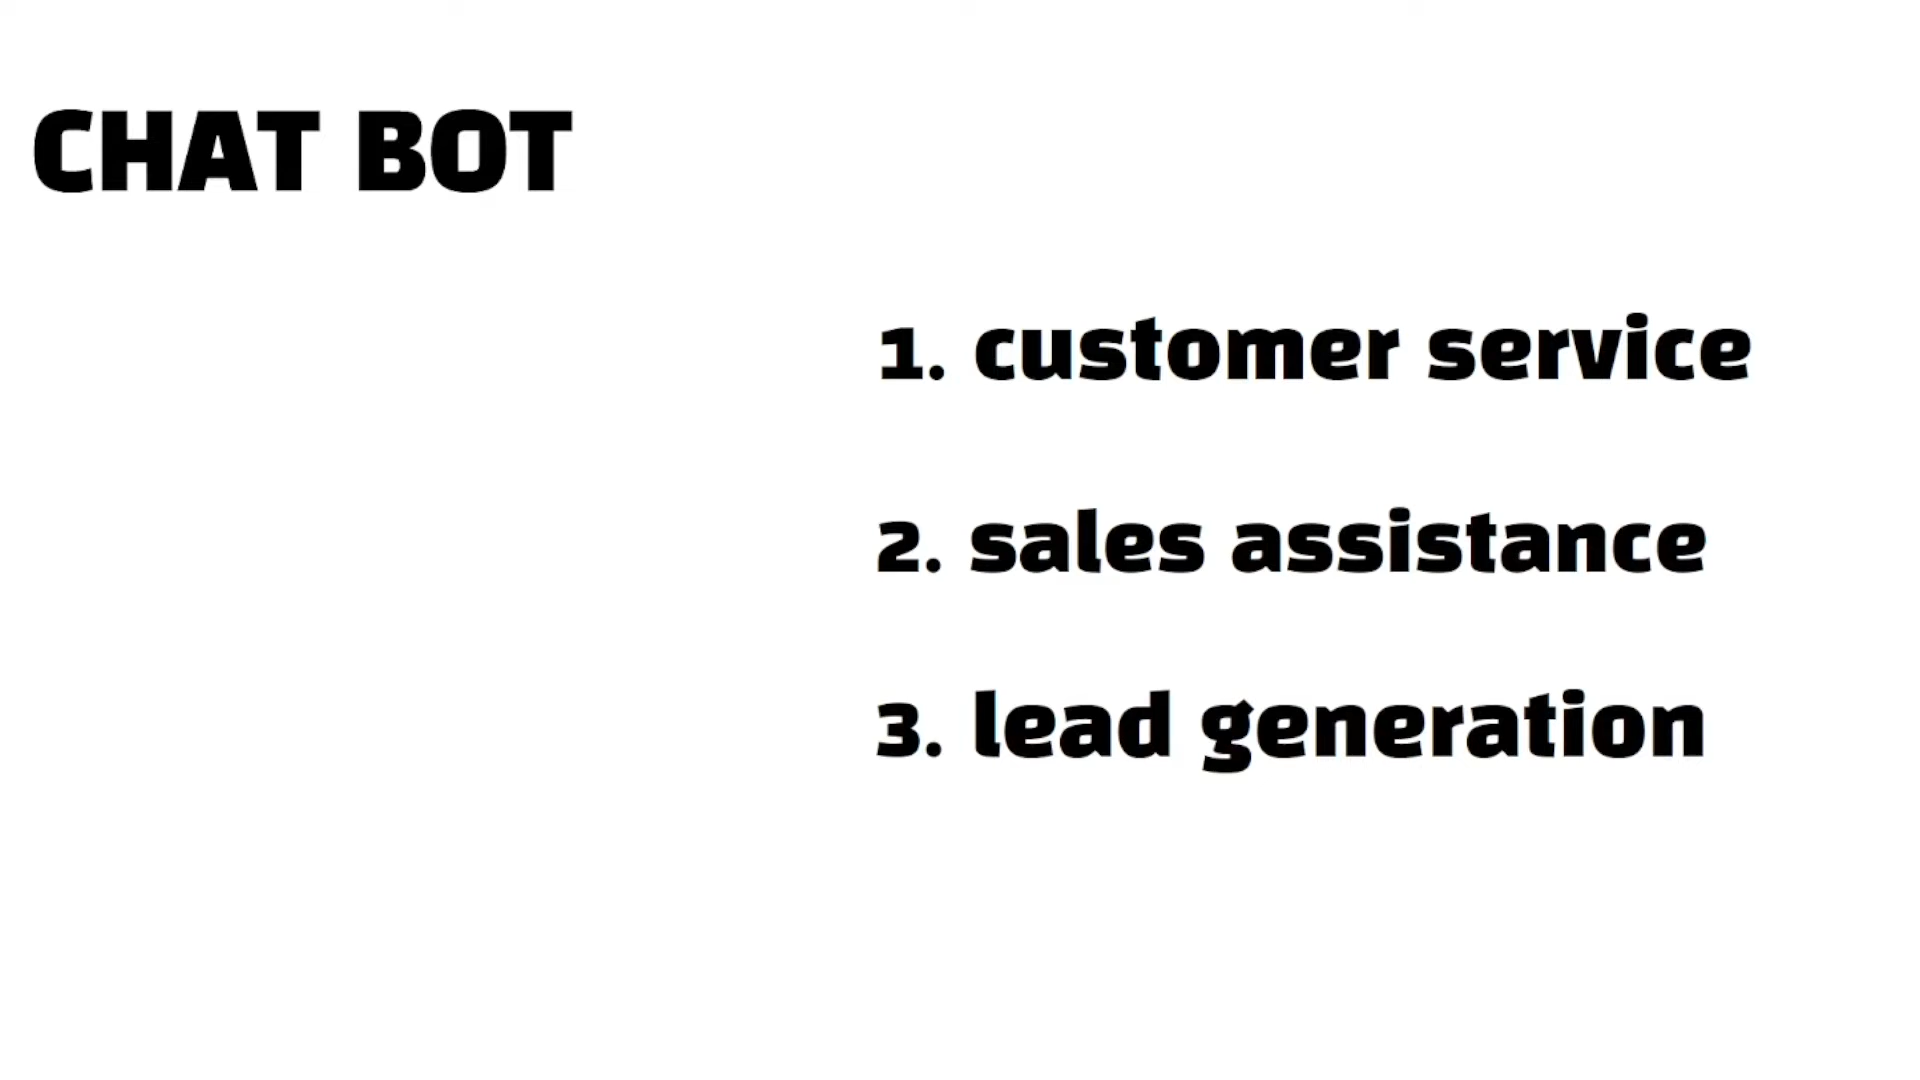 CHAT BOT
1. customer service
2. sales assistance
3. lead generation